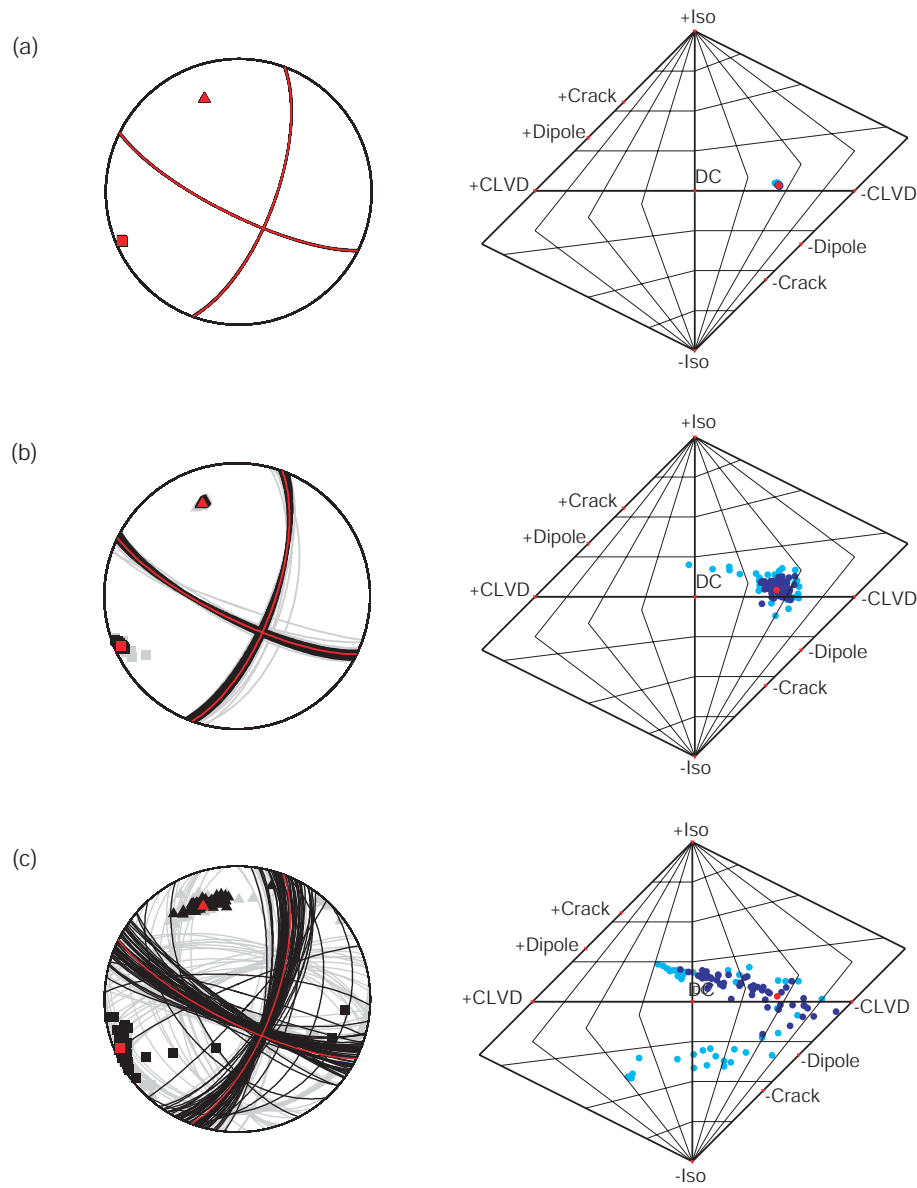 (a)
+Iso
+Crack
+Dipole
+CLVD
DC
-CLVD
-Dipole
-Crack
-Iso
(b)
+Iso
+Crack
+Dipole
+CLVD
DC
-CLVD
-Dipole
-Crack
-Iso
(c)
+Iso
+Crack
+Dipole
+CLVD
DC
-CLVD
-Dipole
-Crack
-Iso